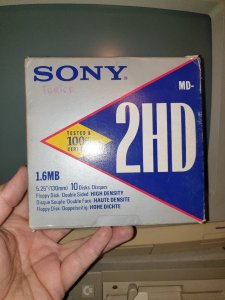 SONY®
MD-
2HD
TESTED &
100%
1.6MB
5.25"(130mm) 10 Disks. Disques
Floppy Disk·Double Sided·HIGH DENSITY
Disque Souple·Double Face·HAUTE DENSITE
Floppy Disk·Doppelseitig·HOHE DICHTE